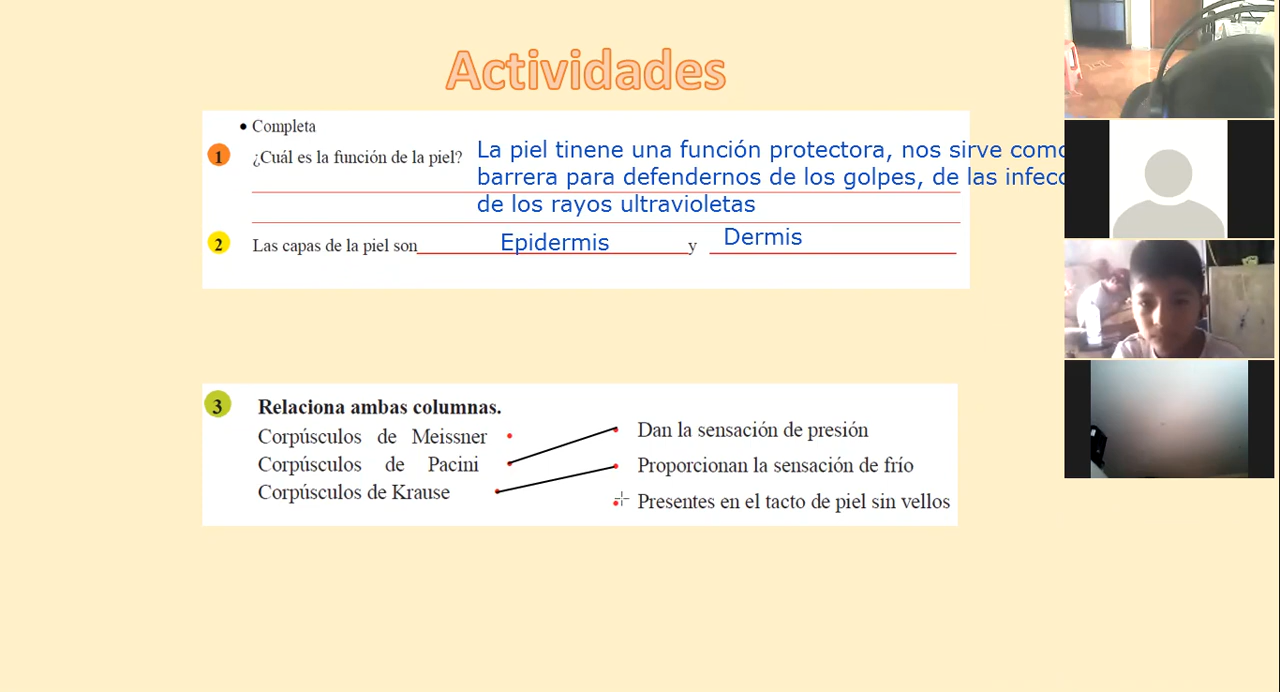 Actividades
• Completa
1 ¿Cuál es la función de la piel?
La piel tinene una función protectora, nos sirve como
barrera para defendernos de los golpes, de las infecc
de los rayos ultravioletas
2 Las capas de la piel son Epidermis y Dermis
3 Relaciona ambas columnas.
Corpúsculos de Meissner
Corpúsculos de Pacini
Corpúsculos de Krause
Dan la sensación de presión
Proporcionan la sensación de frío
Presentes en el tacto de piel sin vellos